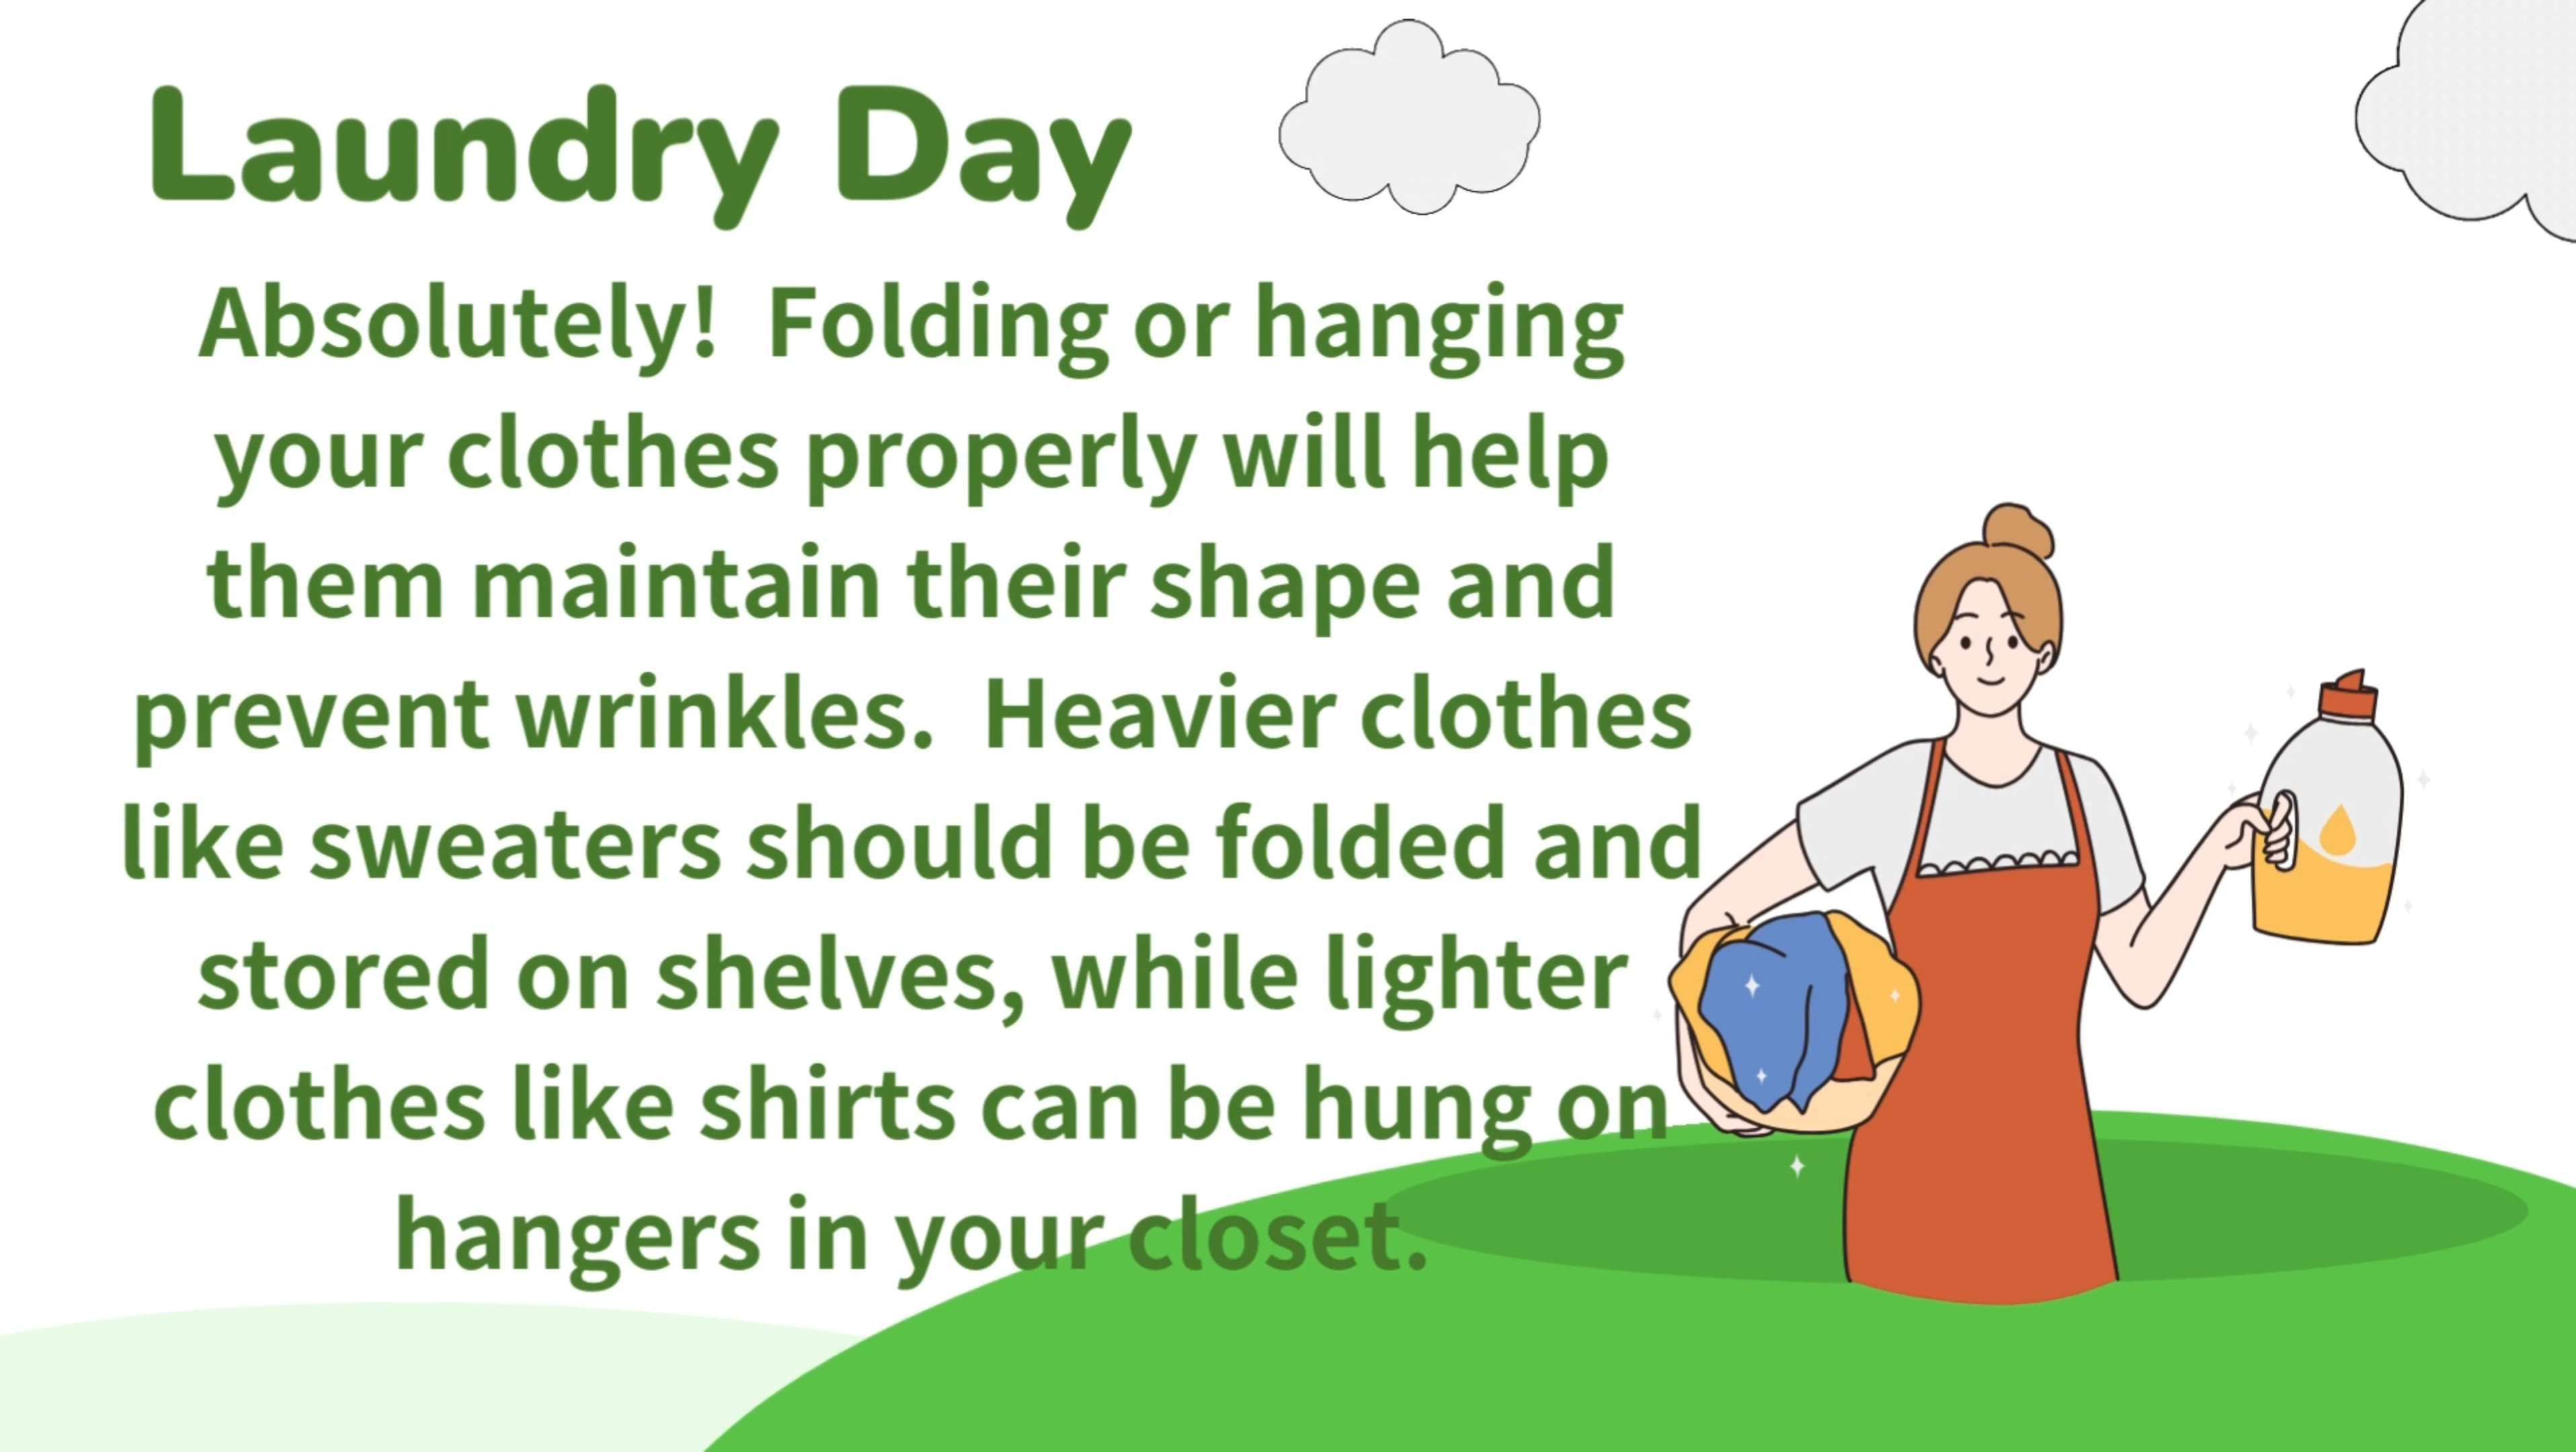 Laundry Day
Absolutely!  Folding or hanging
your clothes properly will help
them maintain their shape and
prevent wrinkles.  Heavier clothes
like sweaters should be folded and
stored on shelves, while lighter
clothes like shirts can be hung on
hangers in your closet.